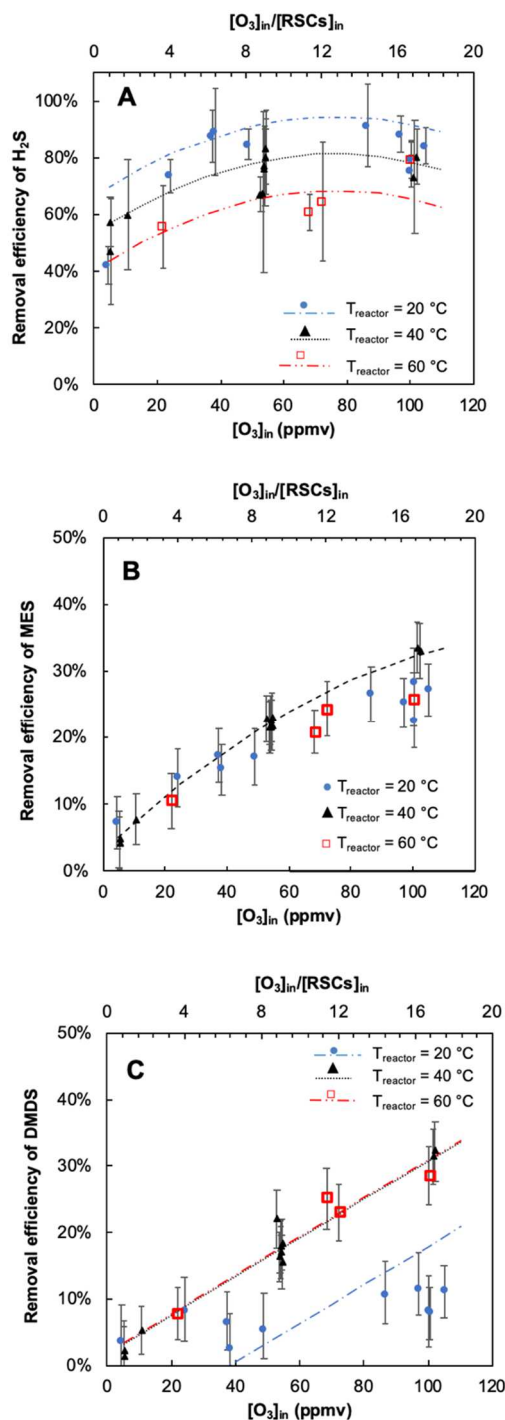 [O3]in/[RSCs]in
0 4 8 12 16 20
A
100%
80%
60%
40%
20%
0%
Removal efficiency of H2S
Treactor = 20 °C
Treactor = 40 °C
Treactor = 60 °C
0 20 40 60 80 100 120
[O3]in (ppmv)
[O3]in/[RSCs]in
0 4 8 12 16 20
B
50%
40%
30%
20%
10%
0%
Removal efficiency of MES
Treactor = 20 °C
Treactor = 40 °C
Treactor = 60 °C
0 20 40 60 80 100 120
[O3]in (ppmv)
[O3]in/[RSCs]in
0 4 8 12 16 20
C
50%
40%
30%
20%
10%
0%
Removal efficiency of DMDS
Treactor = 20 °C
Treactor = 40 °C
Treactor = 60 °C
0 20 40 60 80 100 120
[O3]in (ppmv)